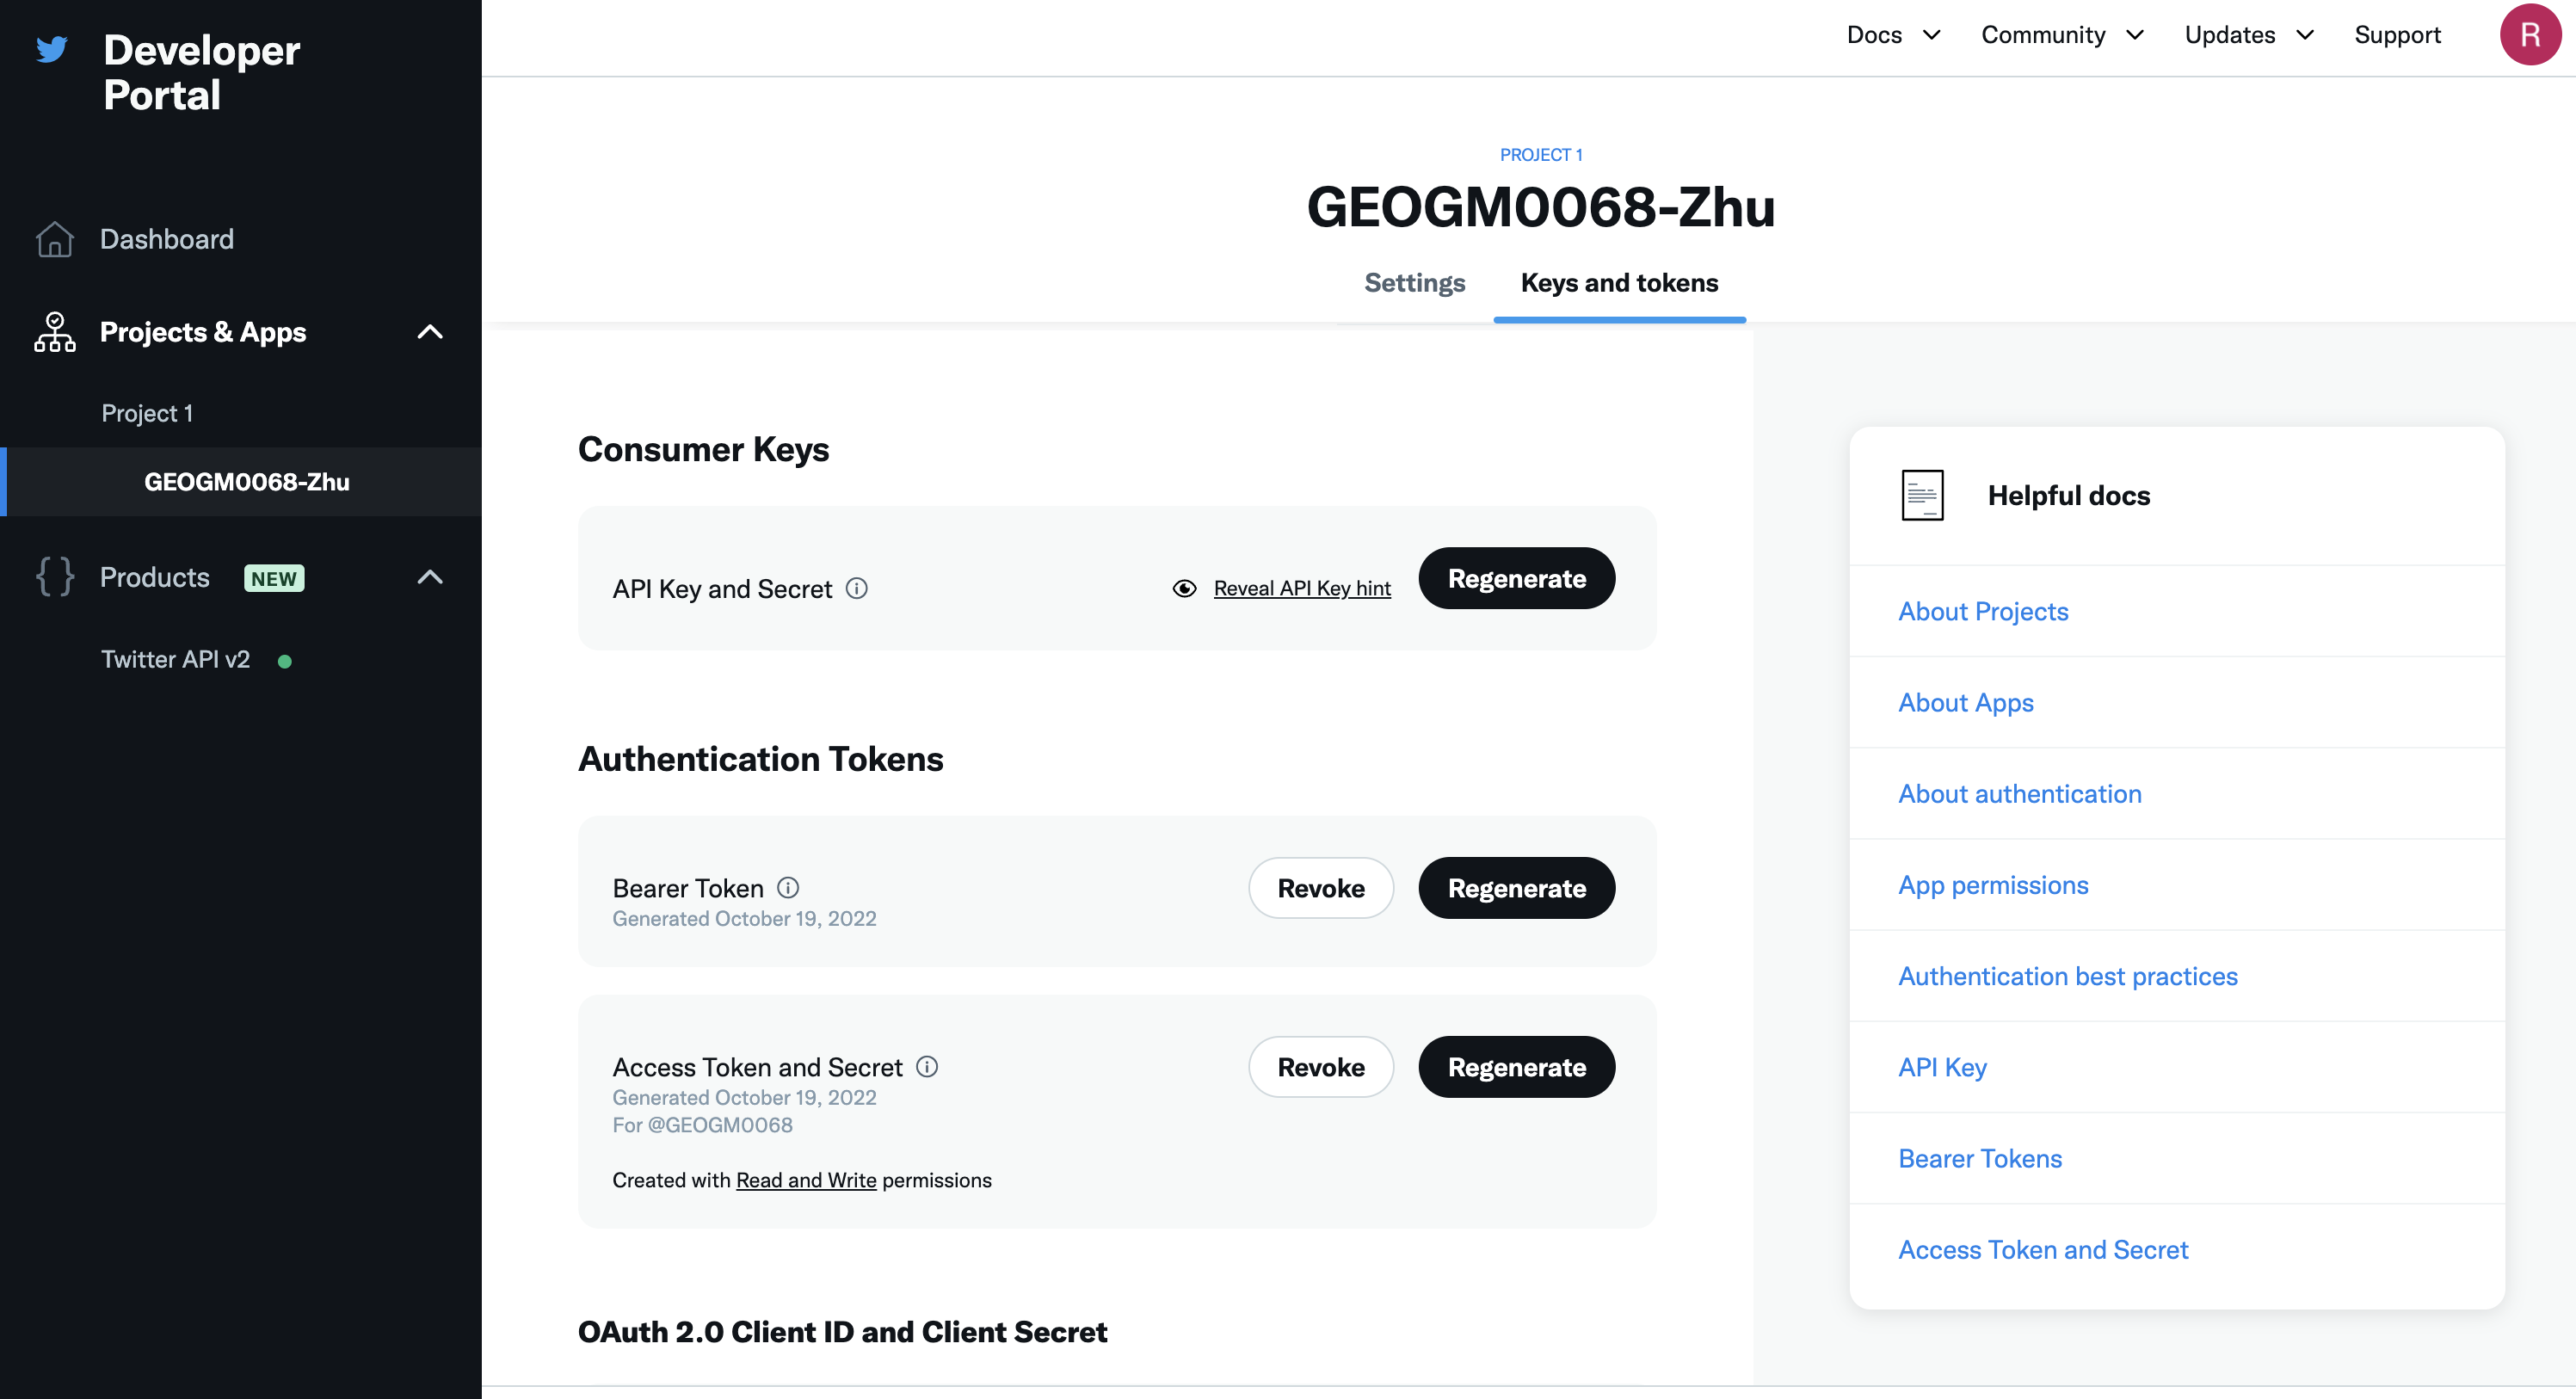 Developer
Portal
Dashboard
Projects & Apps
Project 1
GEOGM0068-Zhu
Products NEW
Twitter API v2
Docs Community Updates Support R
PROJECT 1
GEOGM0068-Zhu
Settings Keys and tokens
Consumer Keys
API Key and Secret Reveal API Key hint Regenerate
Authentication Tokens
Bearer Token Revoke Regenerate
Generated October 19, 2022
Access Token and Secret Revoke Regenerate
Generated October 19, 2022
For @GEOGM0068
Created with Read and Write permissions
OAuth 2.0 Client ID and Client Secret
Helpful docs
About Projects
About Apps
About authentication
App permissions
Authentication best practices
API Key
Bearer Tokens
Access Token and Secret